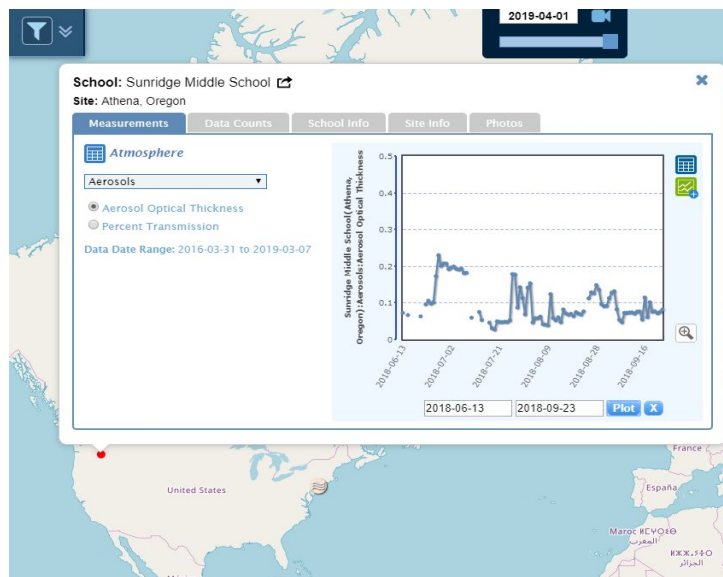 2019-04-01
School: Sunridge Middle School
Site: Athena, Oregon
Measurements
Data Counts
School Info
Site Info
Photos
Atmosphere
Aerosols
Aerosol Optical Thickness
Percent Transmission
Data Date Range: 2016-03-31 to 2019-03-07
Sunridge Middle School(Athena,
Oregon):Aerosols:Aerosol Optical Thickness
0.5
0.4
0.3
0.2
0.1
0
2018-06-13
2018-07-02
2018-07-21
2018-08-09
2018-08-28
2018-09-16
2018-06-13
2018-09-23
Plot
X
United States
France
España
Maroc ⵍⵎⵖⵔⵉⴱ
المغرب
الجزائر